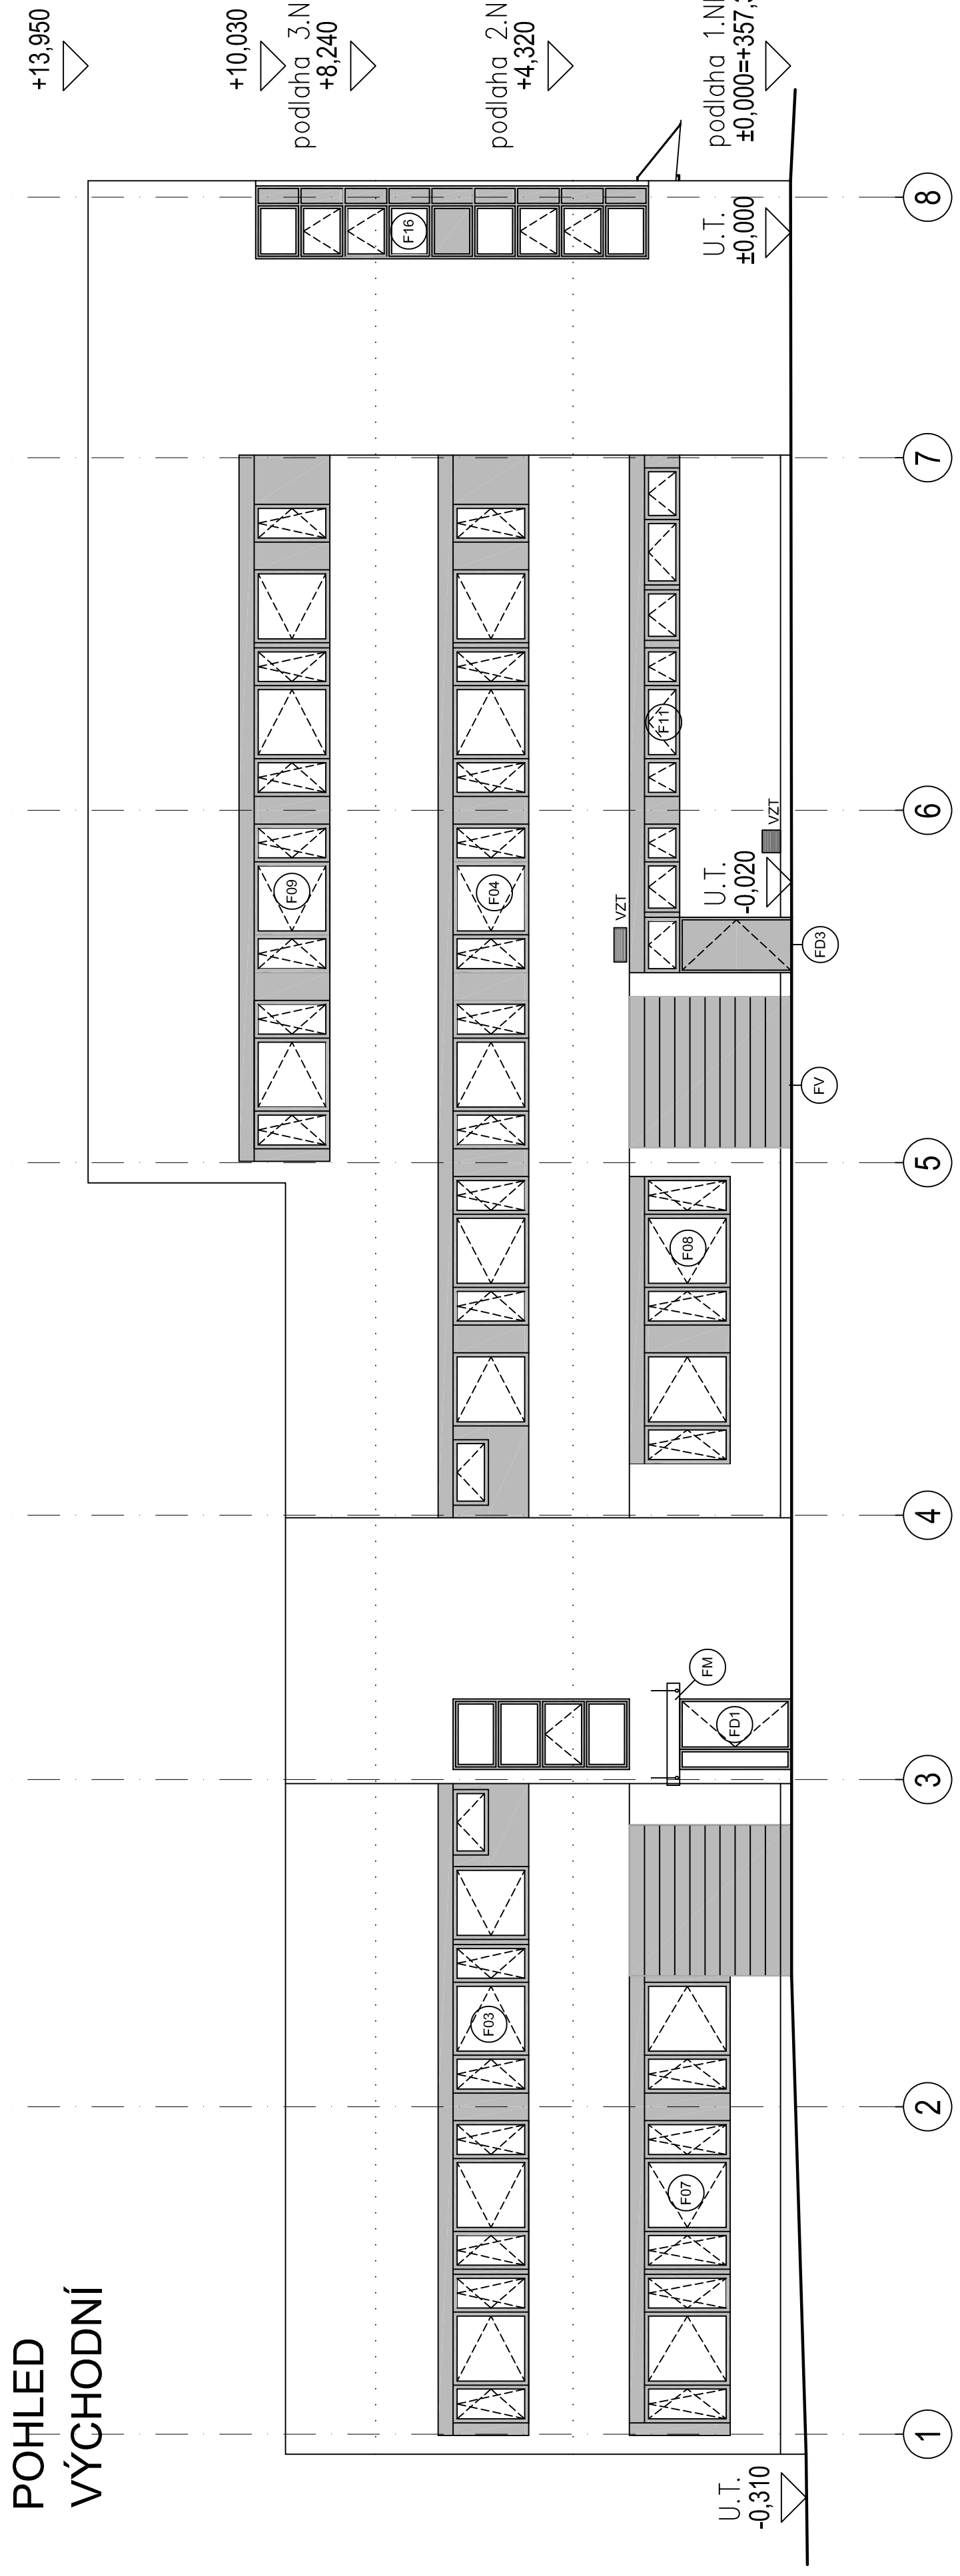 POHLED
VÝCHODNÍ
+13,950
+10,030
podlaha 3.N
+8,240
podlaha 2.N
+4,320
±0,000=+357,
podlaha 1.N
U.T.
±0,000
U.T.
-0,020
U.T.
-0,310
F09
F16
F03
F04
F07
F08
F11
VZT
VZT
FM
FD1
FV
FD3
1
2
3
4
5
6
7
8